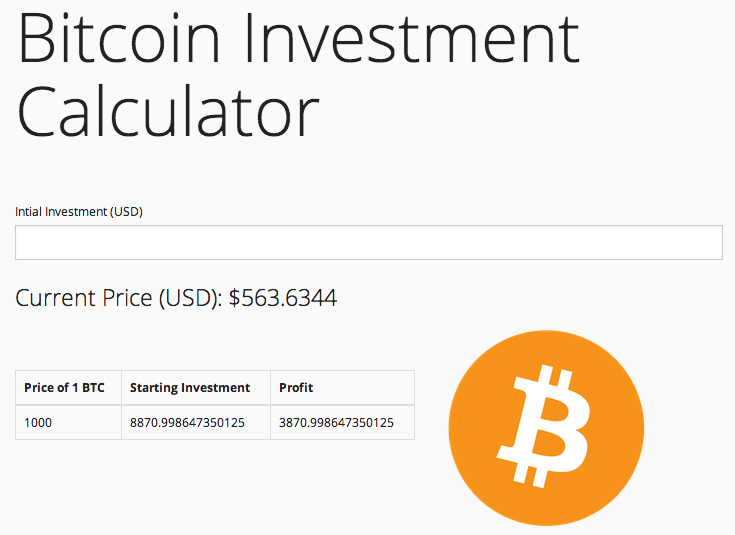 Bitcoin Investment
Calculator
Intial Investment (USD)
Current Price (USD): $563.6344
Price of 1 BTC Starting Investment Profit
1000 8870.998647350125 3870.998647350125